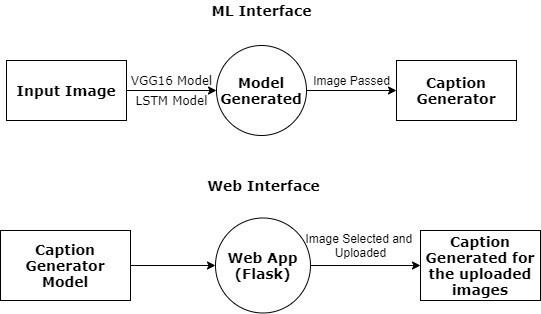 ML Interface
Input Image
VGG16 Model
LSTM Model
Model
Generated
Image Passed
Caption
Generator
Web Interface
Caption
Generator
Model
Web App
(Flask)
Image Selected and
Uploaded
Caption
Generated for
the uploaded
images